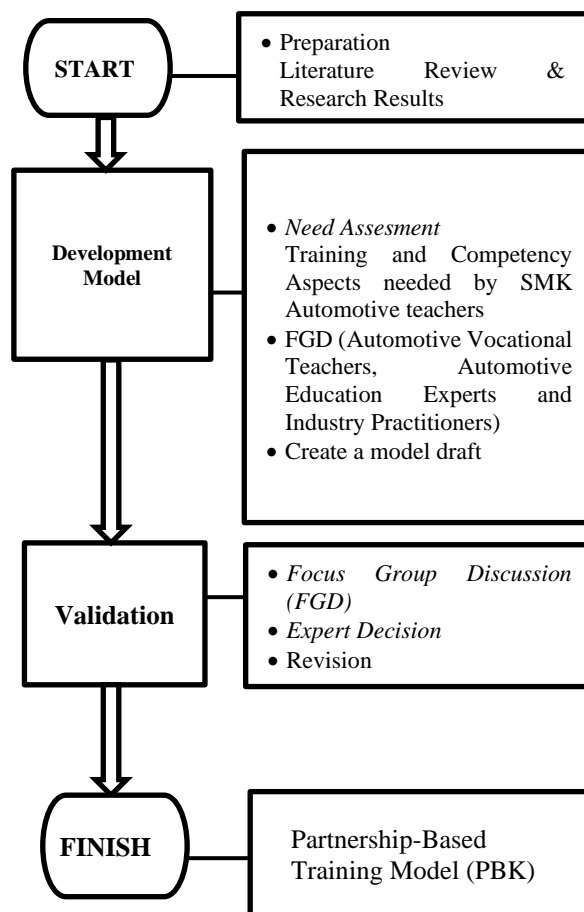 START
• Preparation
Literature Review &
Research Results
Development
Model
• Need Assesment
Training and Competency
Aspects needed by SMK
Automotive teachers
• FGD (Automotive Vocational
Teachers, Automotive
Education Experts and
Industry Practitioners)
• Create a model draft
Validation
• Focus Group Discussion
(FGD)
• Expert Decision
• Revision
FINISH
Partnership-Based
Training Model (PBK)